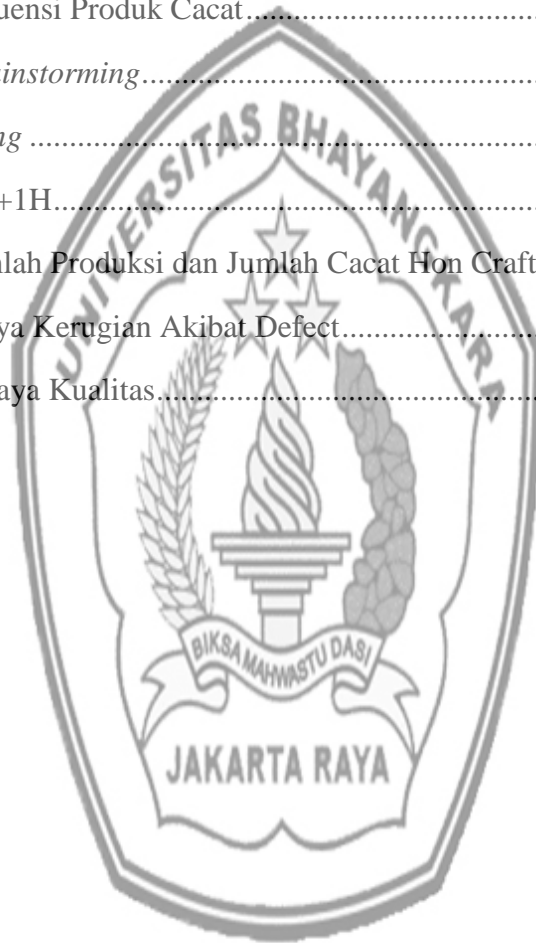 uensi Produk Cacat....................................
instorming....................................
ng ....................................
+1H....................................
UNIVERSITAS BHAYANGKARA
nlah Produksi dan Jumlah Cacat Hon Craft
ya Kerugian Akibat Defect....................................
aya Kualitas....................................
BIKSA MAHWASTU DASI
JAKARTA RAYA